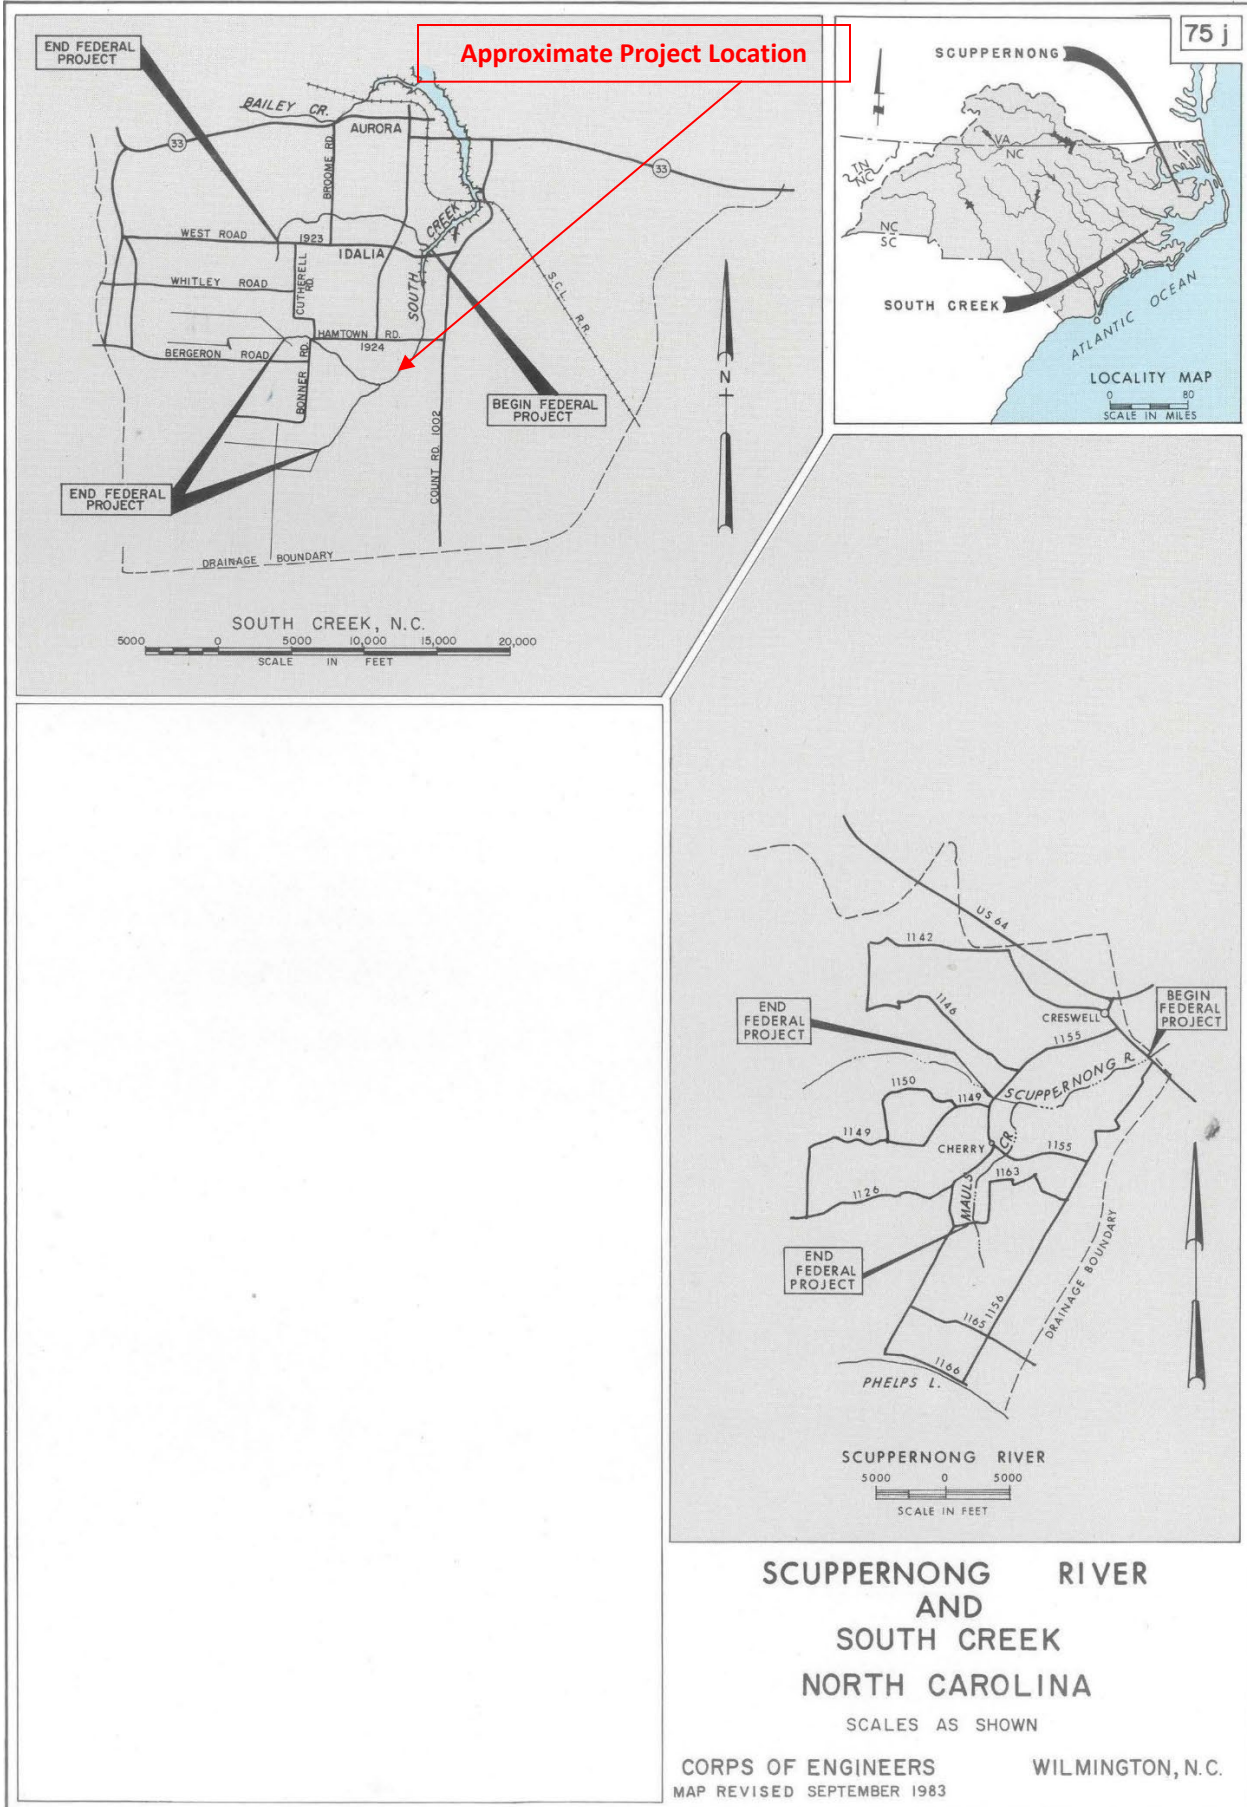 75 j
Approximate Project Location
END FEDERAL
PROJECT
BAILEY CR.
AURORA
33
BROOME RD.
33
WEST ROAD
1923
IDALIA
SOUTH CREEK
WHITLEY ROAD
CUTHERELL
RD.
S.C.L. R.R.
HAMTOWN RD.
1924
BERGERON ROAD
BONNER RD.
BEGIN FEDERAL
PROJECT
COUNT RD. 1002
END FEDERAL
PROJECT
DRAINAGE BOUNDARY
N
SOUTH CREEK, N.C.
5000 0 5000 10,000 15,000 20,000
SCALE IN FEET
SCUPPERNONG
N
VA
NC
TN
NC
NC
SC
SOUTH CREEK
ATLANTIC OCEAN
LOCALITY MAP
0 80
SCALE IN MILES
US 64
1142
1146
CRESWELL
BEGIN
FEDERAL
PROJECT
END
FEDERAL
PROJECT
1155
SCUPPERNONG R.
1150
1149
1149
CHERRY
1155
MAULS CR.
1163
1126
END
FEDERAL
PROJECT
DRAINAGE BOUNDARY
1156
1165
1166
PHELPS L.
SCUPPERNONG RIVER
5000 0 5000
SCALE IN FEET
SCUPPERNONG RIVER
AND
SOUTH CREEK
NORTH CAROLINA
SCALES AS SHOWN
CORPS OF ENGINEERS WILMINGTON, N.C.
MAP REVISED SEPTEMBER 1983